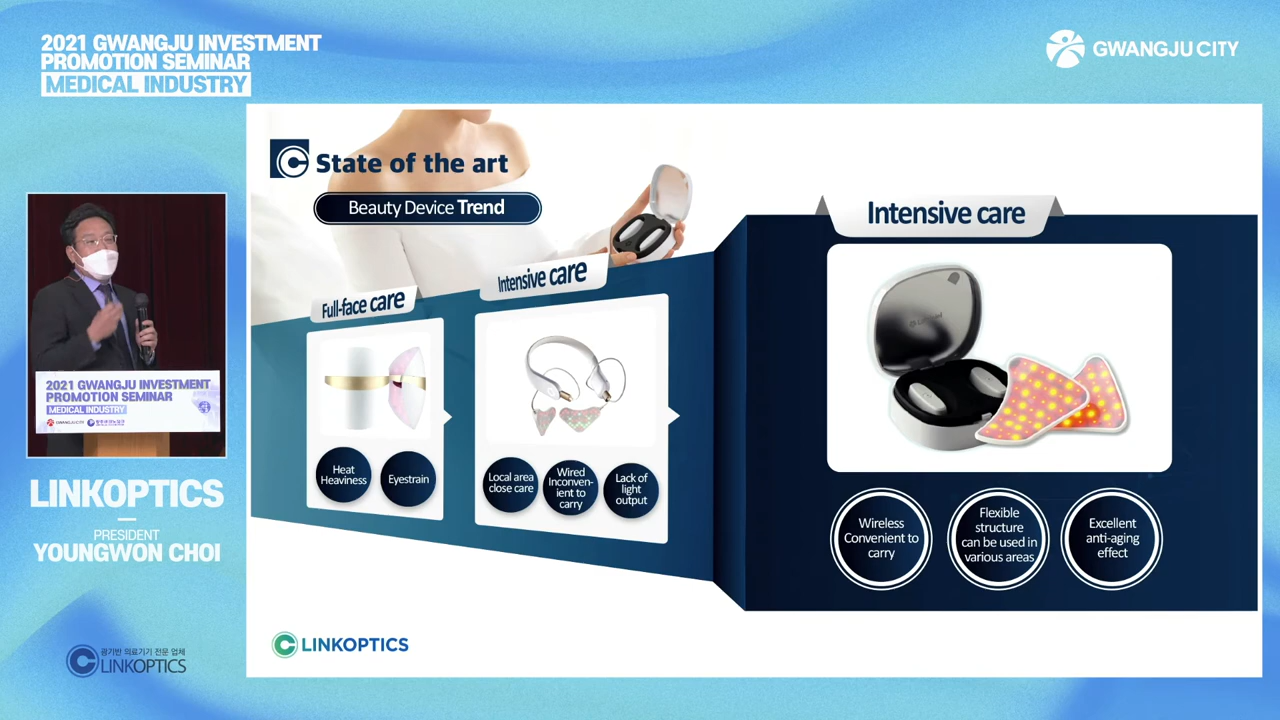 2021 GWANGJU INVESTMENT
PROMOTION SEMINAR
MEDICAL INDUSTRY
GWANGJU CITY
State of the art
Beauty Device Trend
Full-face care
Heat
Heaviness
Eyestrain
Intensive care
Local area
close care
Wired
Inconven-
ient to
carry
Lack of
light
output
Intensive care
Wireless
Convenient to
carry
Flexible
structure
can be used in
various areas
Excellent
anti-aging
effect
LINKOPTICS
2021 GWANGJU INVESTMENT
PROMOTION SEMINAR
MEDICAL INDUSTRY
GWANGJU CITY
LINKOPTICS
PRESIDENT
YOUNGWON CHOI
광기반 의료기기 전문 업체
LINKOPTICS